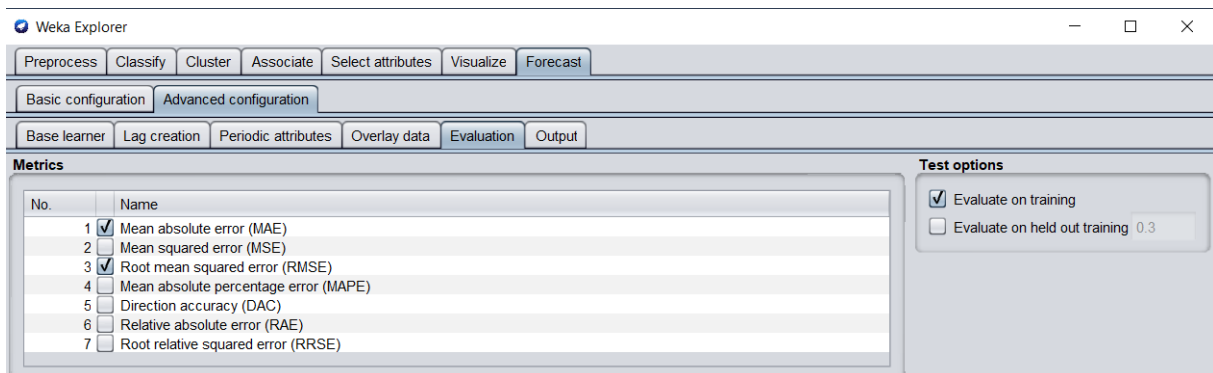 Weka Explorer
Preprocess Classify Cluster Associate Select attributes Visualize Forecast
Basic configuration Advanced configuration
Base learner Lag creation Periodic attributes Overlay data Evaluation Output
Metrics
No. Name
1 Mean absolute error (MAE)
2 Mean squared error (MSE)
3 Root mean squared error (RMSE)
4 Mean absolute percentage error (MAPE)
5 Direction accuracy (DAC)
6 Relative absolute error (RAE)
7 Root relative squared error (RRSE)
Test options
Evaluate on training
Evaluate on held out training 0.3